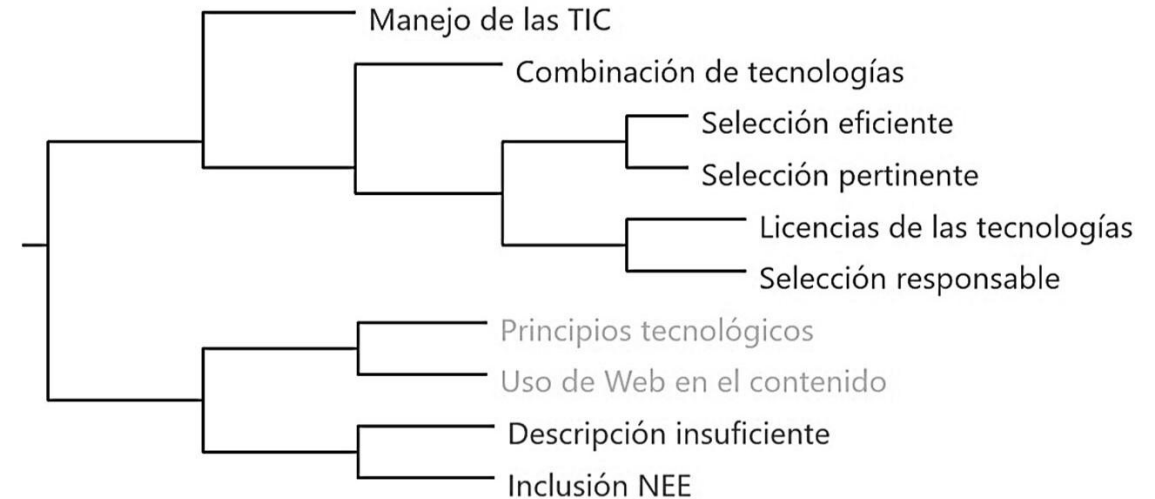 Manejo de las TIC
Combinación de tecnologías
Selección eficiente
Selección pertinente
Licencias de las tecnologías
Selección responsable
Principios tecnológicos
Uso de Web en el contenido
Descripción insuficiente
Inclusión NEE